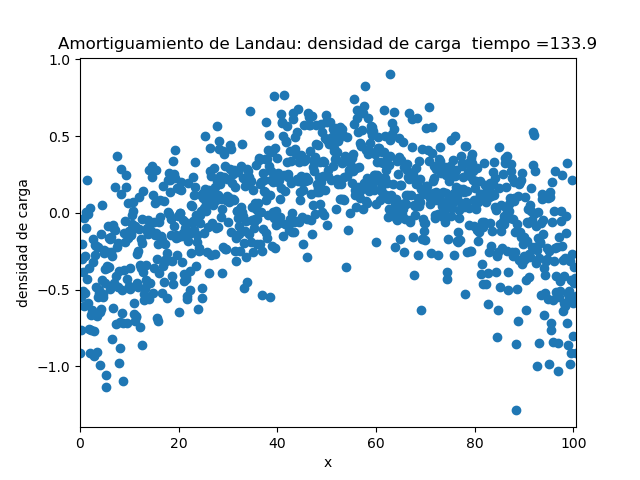 Amortiguamiento de Landau: densidad de carga  tiempo =133.9
1.0
0.5
0.0
−0.5
−1.0
densidad de carga
0 20 40 60 80 100
x